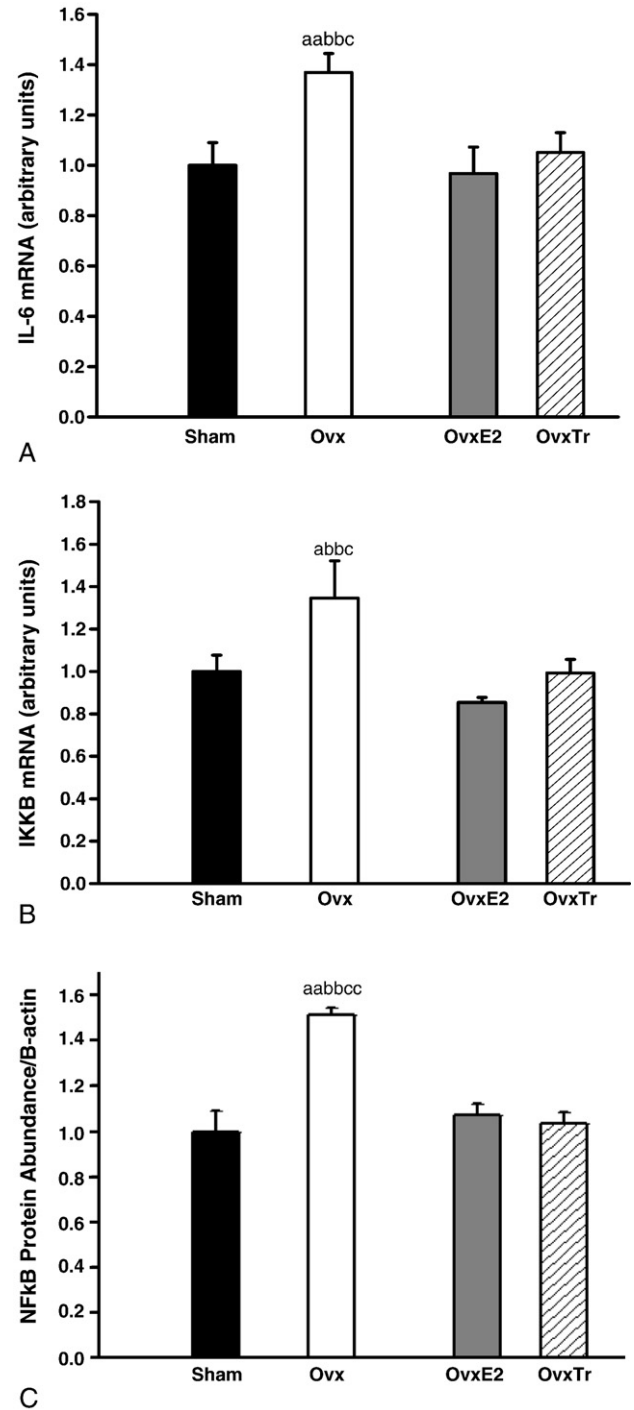 IL-6 mRNA (arbitrary units)
1.6
1.4
1.2
1.0
0.8
0.6
0.4
0.2
0.0
aabbc
Sham Ovx OvxE2 OvxTr
A
IKKB mRNA (arbitrary units)
1.8
1.6
1.4
1.2
1.0
0.8
0.6
0.4
0.2
0.0
abbc
Sham Ovx OvxE2 OvxTr
B
NFkB Protein Abundance/B-actin
1.6
1.4
1.2
1.0
0.8
0.6
0.4
0.2
0.0
aabbcc
Sham Ovx OvxE2 OvxTr
C